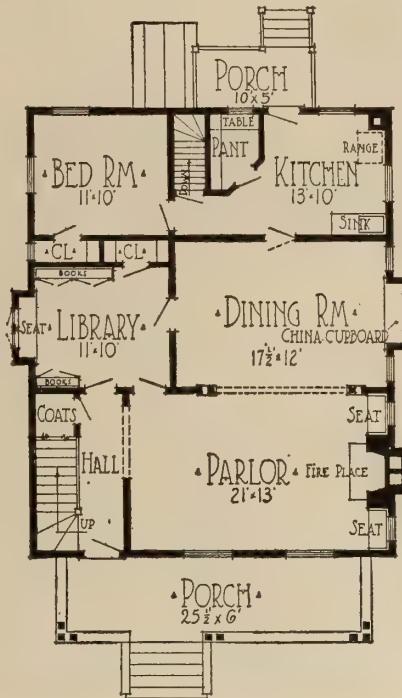 PORCH
10'x5'
TABLE
PANT
RANGE
BED RM
11'x10'
DOWN
KITCHEN
13'x10'
SINK
CL
CL
BOOKS
SEAT
LIBRARY
11'x10'
DINING RM
CHINA CUPBOARD
17½'x12'
BOOKS
COATS
SEAT
HALL
PARLOR
21'x13'
FIRE PLACE
UP
SEAT
PORCH
25½'x6'